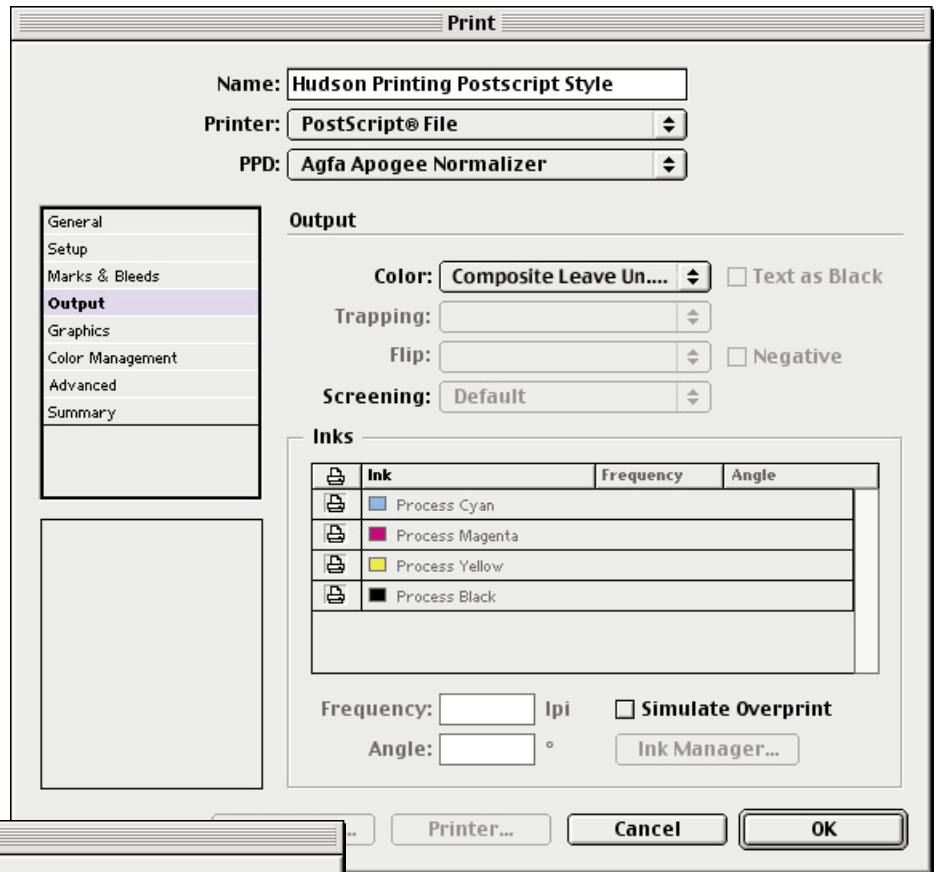 Print
Name: Hudson Printing Postscript Style
Printer: PostScript® File
PPD: Agfa Apogee Normalizer
General
Setup
Marks & Bleeds
Output
Graphics
Color Management
Advanced
Summary
Output
Color: Composite Leave Un.... Text as Black
Trapping:
Flip: Negative
Screening: Default
Inks
Ink Frequency Angle
Process Cyan
Process Magenta
Process Yellow
Process Black
Frequency: lpi Simulate Overprint
Angle: ° Ink Manager...
.. Printer... Cancel OK